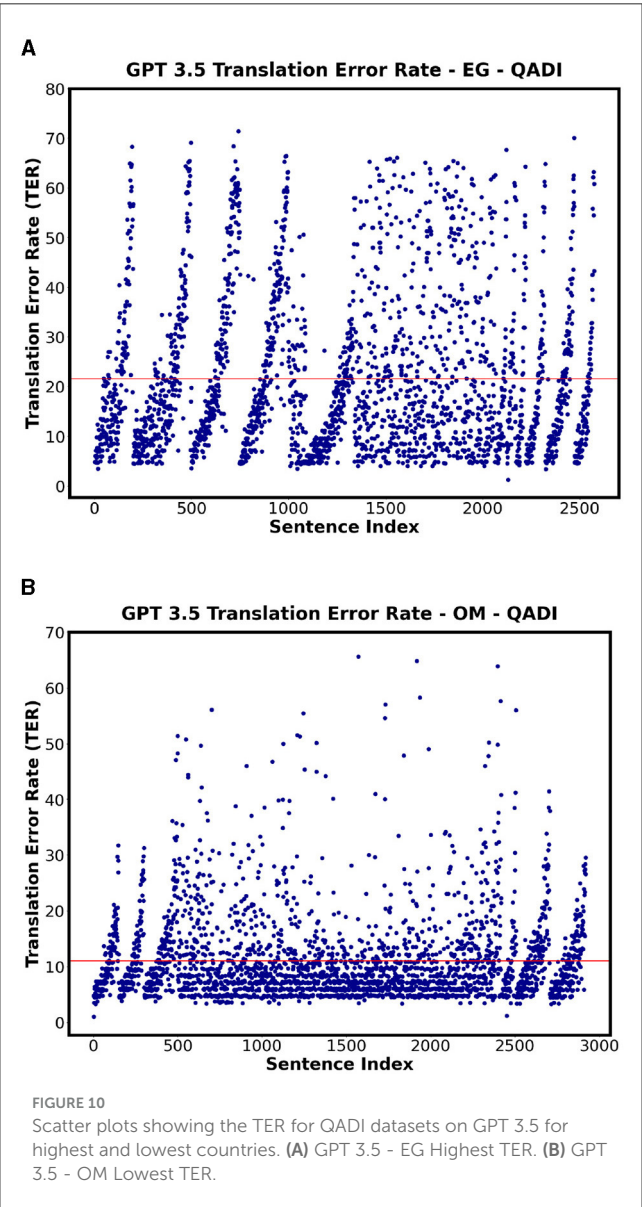 A
GPT 3.5 Translation Error Rate - EG - QADI
80
70
60
50
40
30
20
10
0
Translation Error Rate (TER)
0 500 1000 1500 2000 2500
Sentence Index
B
GPT 3.5 Translation Error Rate - OM - QADI
70
60
50
40
30
20
10
0
Translation Error Rate (TER)
0 500 1000 1500 2000 2500 3000
Sentence Index
FIGURE 10
Scatter plots showing the TER for QADI datasets on GPT 3.5 for
highest and lowest countries. (A) GPT 3.5 - EG Highest TER. (B) GPT
3.5 - OM Lowest TER.